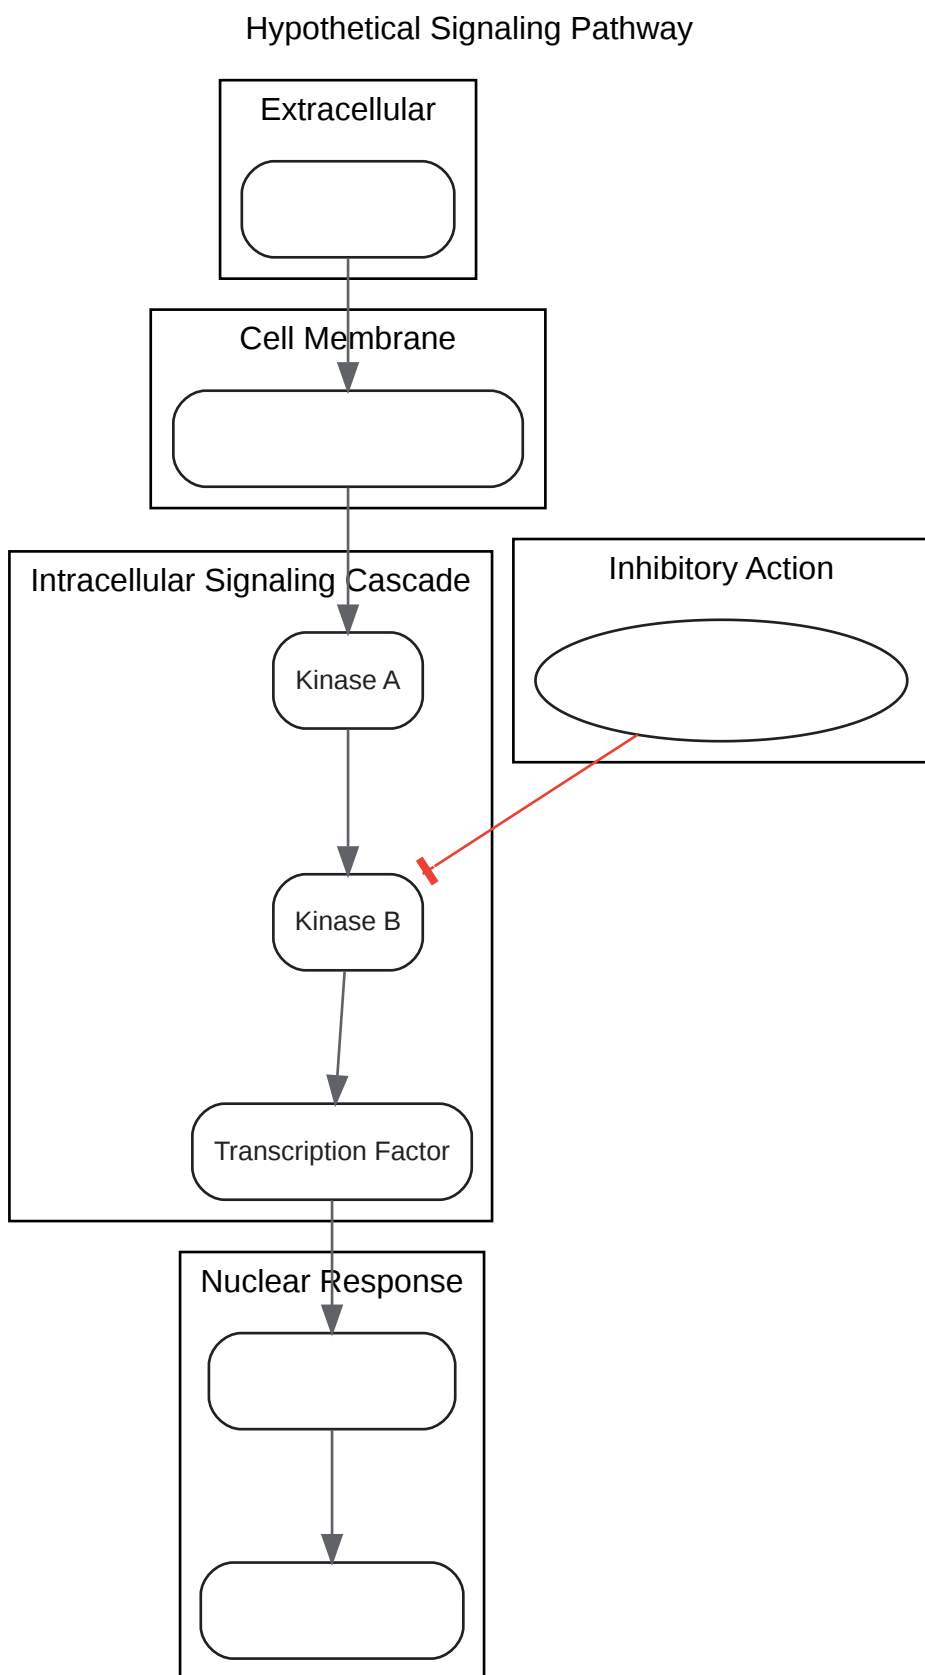 Hypothetical Signaling Pathway
Extracellular
Cell Membrane
Intracellular Signaling Cascade
Inhibitory Action
Kinase A
Kinase B
Transcription Factor
Nuclear Response